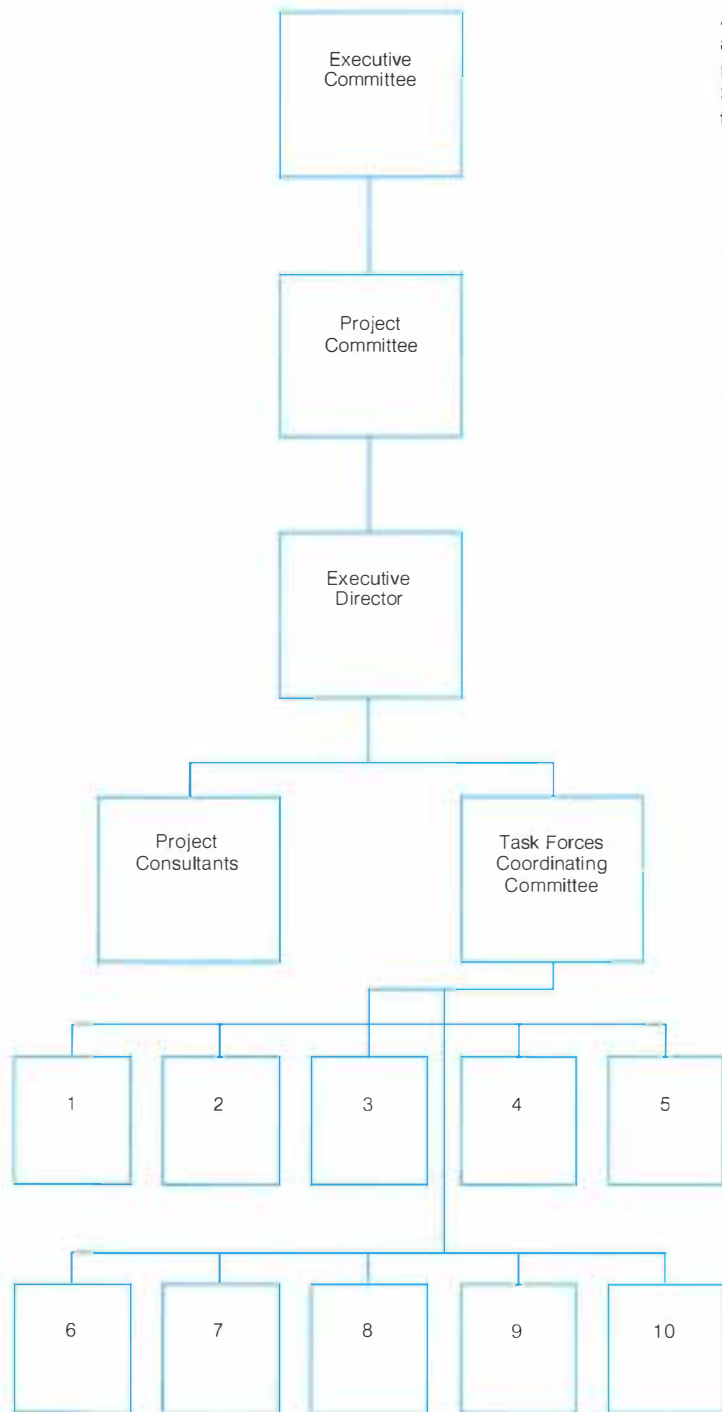 Executive
Committee
Project
Committee
Executive
Director
Project
Consultants
Task Forces
Coordinating
Committee
1
2
3
4
5
6
7
8
9
10